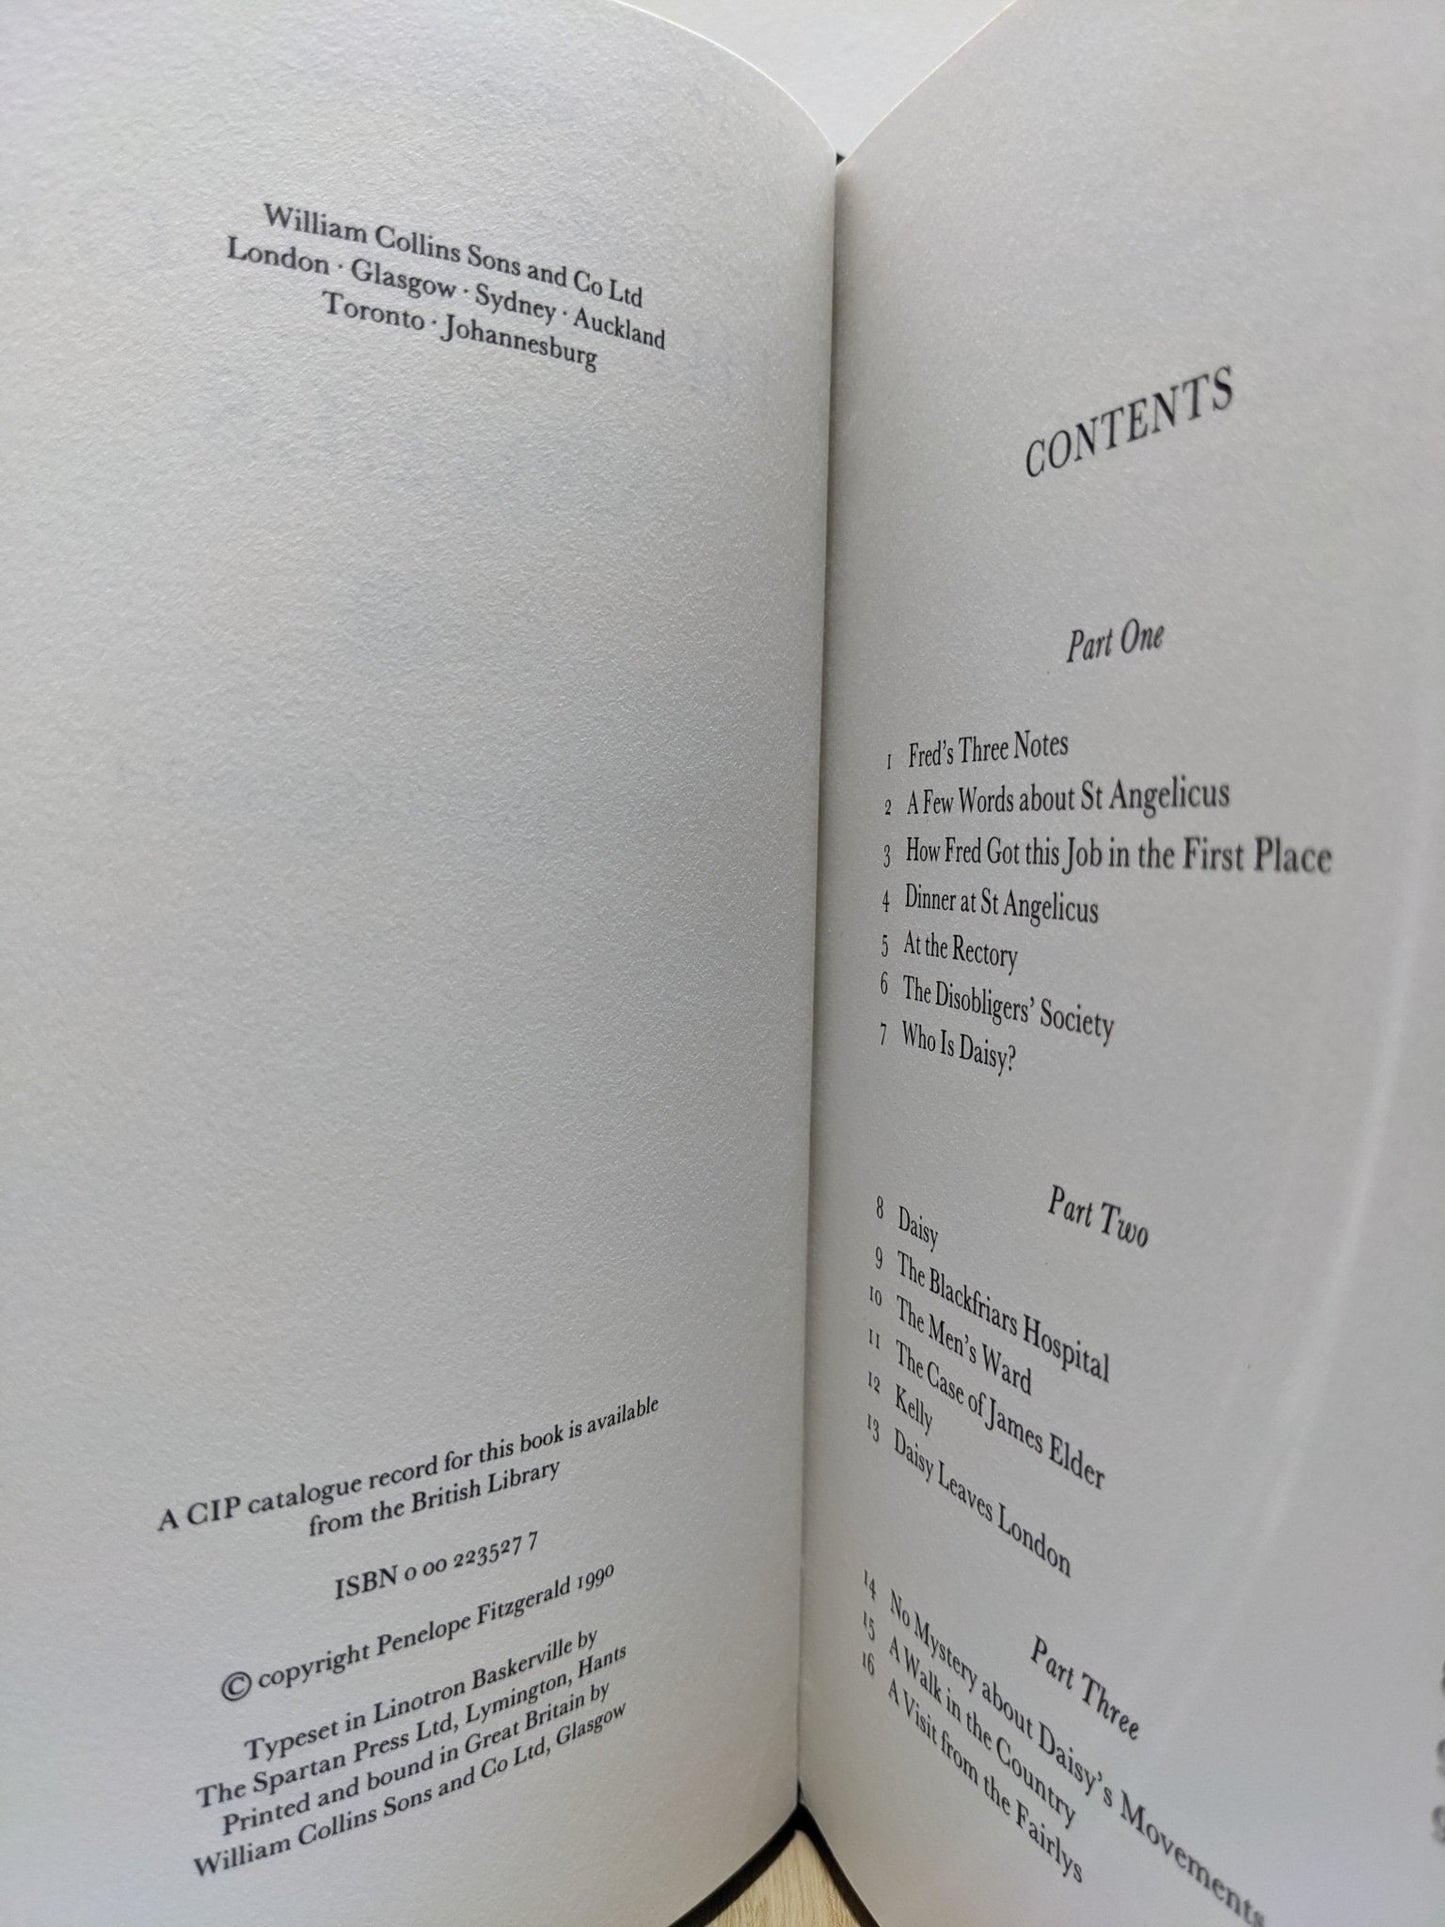 William Collins Sons and Co Ltd
London · Glasgow · Sydney · Auckland
Toronto · Johannesburg
A CIP catalogue record for this book is available
from the British Library
ISBN 0 00 223527 7
© copyright Penelope Fitzgerald 1990
Typeset in Linotron Baskerville by
The Spartan Press Ltd, Lymington, Hants
Printed and bound in Great Britain by
William Collins Sons and Co Ltd, Glasgow
CONTENTS
Part One
1 Fred's Three Notes
2 A Few Words about St Angelicus
3 How Fred Got this Job in the First Place
4 Dinner at St Angelicus
5 At the Rectory
6 The Disobligers' Society
7 Who Is Daisy?
Part Two
8 Daisy
9 The Blackfriars Hospital
10 The Men's Ward
11 The Case of James Elder
12 Kelly
13 Daisy Leaves London
Part Three
14 No Mystery about Daisy's Movements
15 A Walk in the Country
16 A Visit from the Fairlys